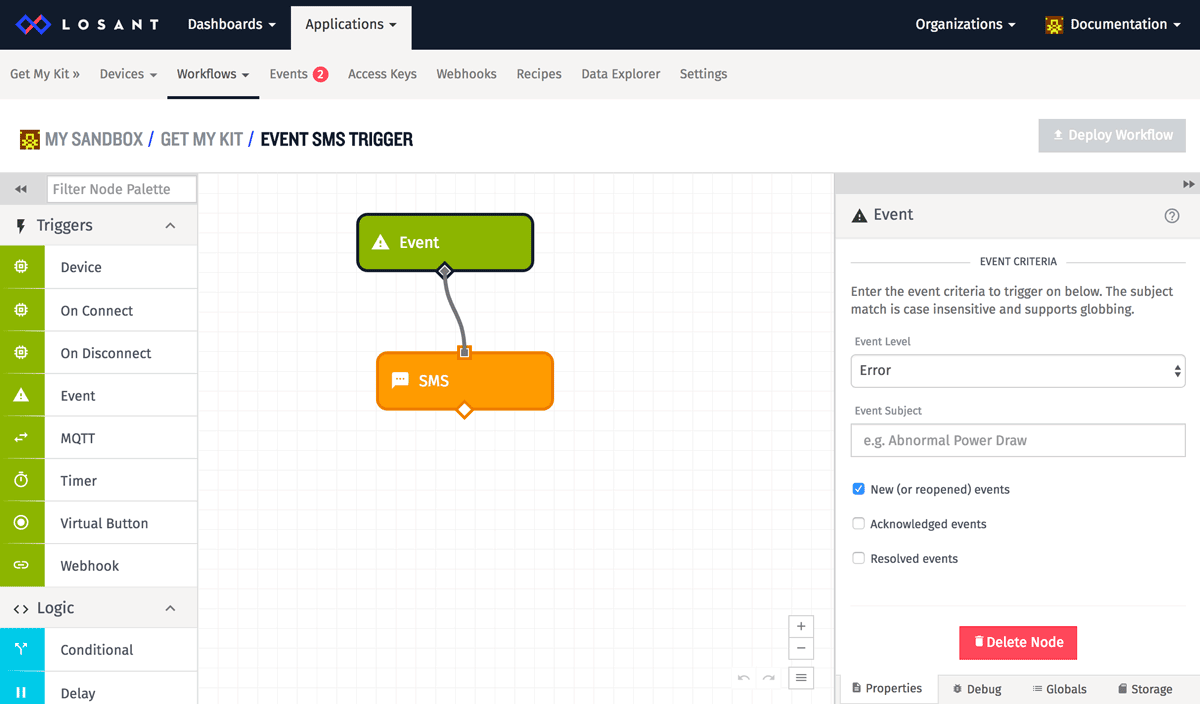 LOSANT
Dashboards
Applications
Organizations
Documentation
Get My Kit »
Devices
Workflows
Events 2
Access Keys
Webhooks
Recipes
Data Explorer
Settings
MY SANDBOX / GET MY KIT / EVENT SMS TRIGGER
Deploy Workflow
Filter Node Palette
Triggers
Device
On Connect
On Disconnect
Event
MQTT
Timer
Virtual Button
Webhook
Logic
Conditional
Delay
Event
SMS
Event
EVENT CRITERIA
Enter the event criteria to trigger on below. The subject
match is case insensitive and supports globbing.
Event Level
Error
Event Subject
e.g. Abnormal Power Draw
New (or reopened) events
Acknowledged events
Resolved events
Delete Node
Properties
Debug
Globals
Storage